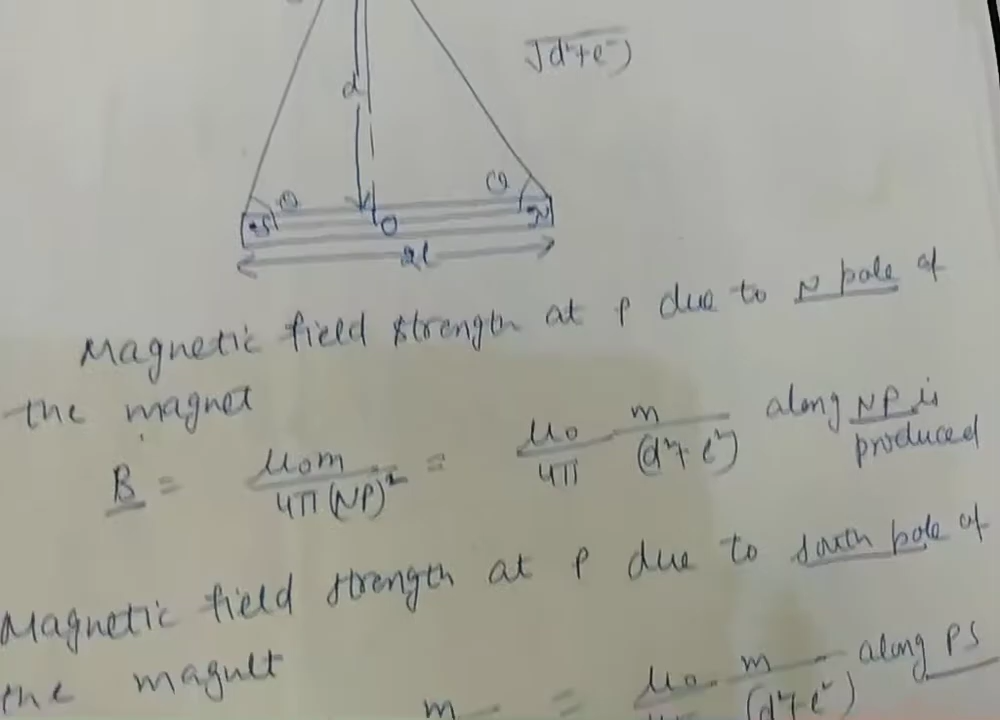 √(d²+l²)
d
θ θ
S O N
2l
Magnetic field strength at P due to N pole of
the magnet
B = μ₀m / 4π(NP)² = μ₀/4π m/(d²+l²) along NP is produced
Magnetic field strength at P due to south pole of
the magnet
m = μ₀ m/(d²+l²) along PS